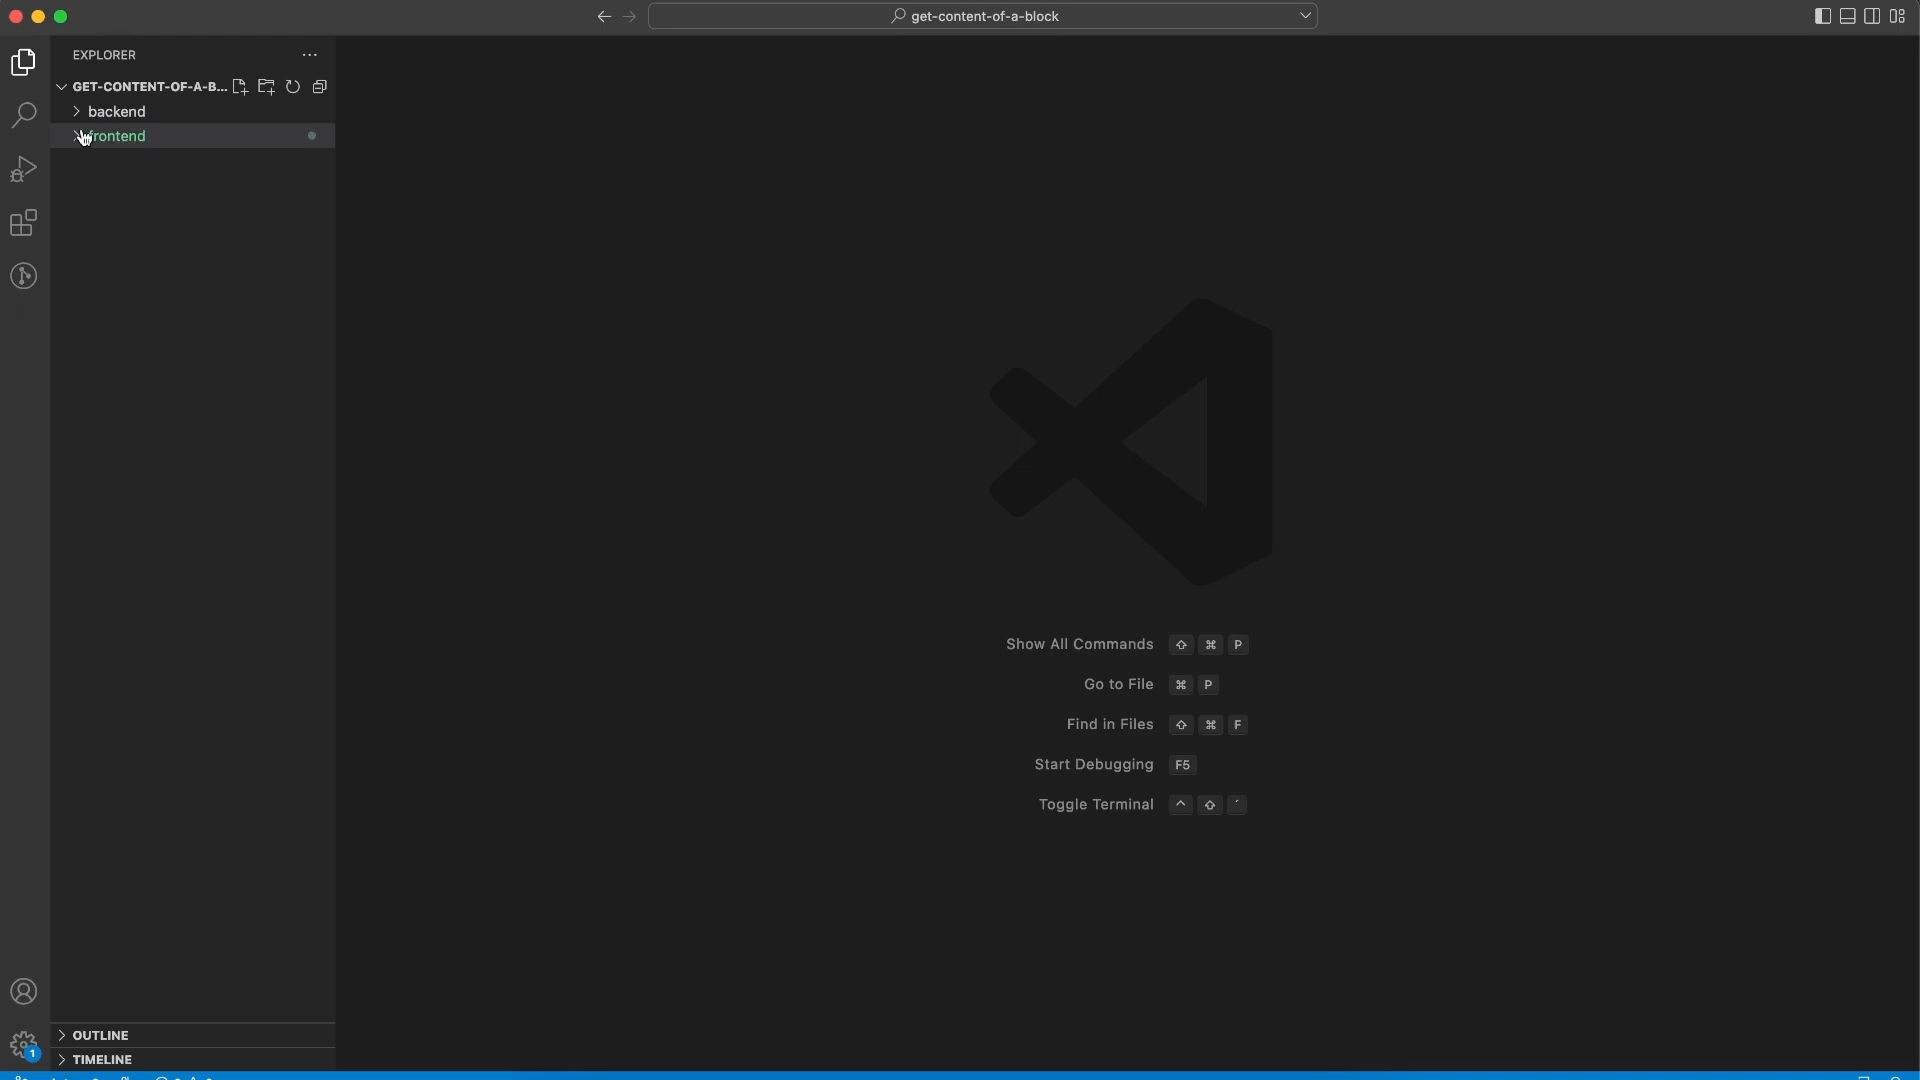 get-content-of-a-block
EXPLORER
GET-CONTENT-OF-A-B...
backend
frontend
Show All Commands ⇧ ⌘ P
Go to File ⌘ P
Find in Files ⇧ ⌘ F
Start Debugging F5
Toggle Terminal ^ ⇧ ´
OUTLINE
1
TIMELINE